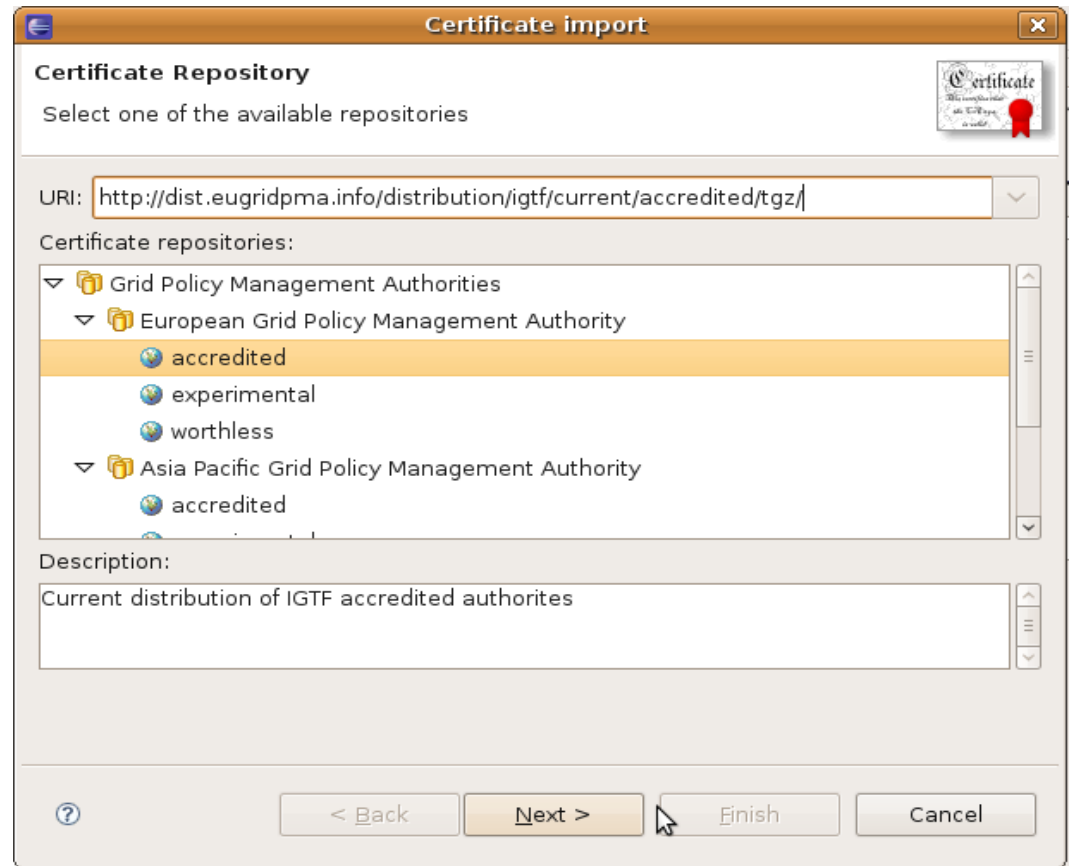 Certificate import
Certificate Repository
Select one of the available repositories
Certificate
URI: http://dist.eugridpma.info/distribution/igtf/current/accredited/tgz/
Certificate repositories:
Grid Policy Management Authorities
European Grid Policy Management Authority
accredited
experimental
worthless
Asia Pacific Grid Policy Management Authority
accredited
Description:
Current distribution of IGTF accredited authorites
< Back
Next >
Finish
Cancel